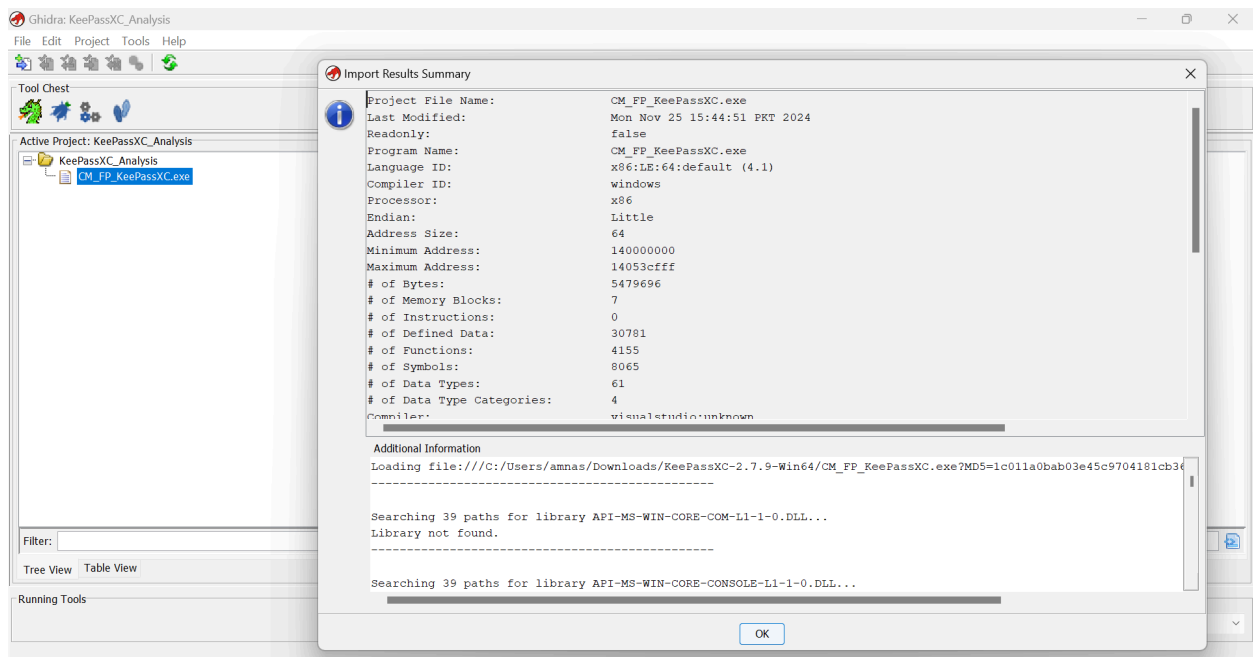 Ghidra: KeePassXC_Analysis
File Edit Project Tools Help
Tool Chest
Active Project: KeePassXC_Analysis
KeePassXC_Analysis
CM_FP_KeePassXC.exe
Filter:
Tree View Table View
Running Tools
Import Results Summary
Project File Name: CM_FP_KeePassXC.exe
Last Modified: Mon Nov 25 15:44:51 PKT 2024
Readonly: false
Program Name: CM_FP_KeePassXC.exe
Language ID: x86:LE:64:default (4.1)
Compiler ID: windows
Processor: x86
Endian: Little
Address Size: 64
Minimum Address: 140000000
Maximum Address: 14053cfff
# of Bytes: 5479696
# of Memory Blocks: 7
# of Instructions: 0
# of Defined Data: 30781
# of Functions: 4155
# of Symbols: 8065
# of Data Types: 61
# of Data Type Categories: 4
Compiler: visualstudio:unknown
Additional Information
Loading file:///C:/Users/amnas/Downloads/KeePassXC-2.7.9-Win64/CM_FP_KeePassXC.exe?MD5=1c011a0bab03e45c9704181cb36
------------------------------------------------
Searching 39 paths for library API-MS-WIN-CORE-COM-L1-1-0.DLL...
Library not found.
------------------------------------------------
Searching 39 paths for library API-MS-WIN-CORE-CONSOLE-L1-1-0.DLL...
OK